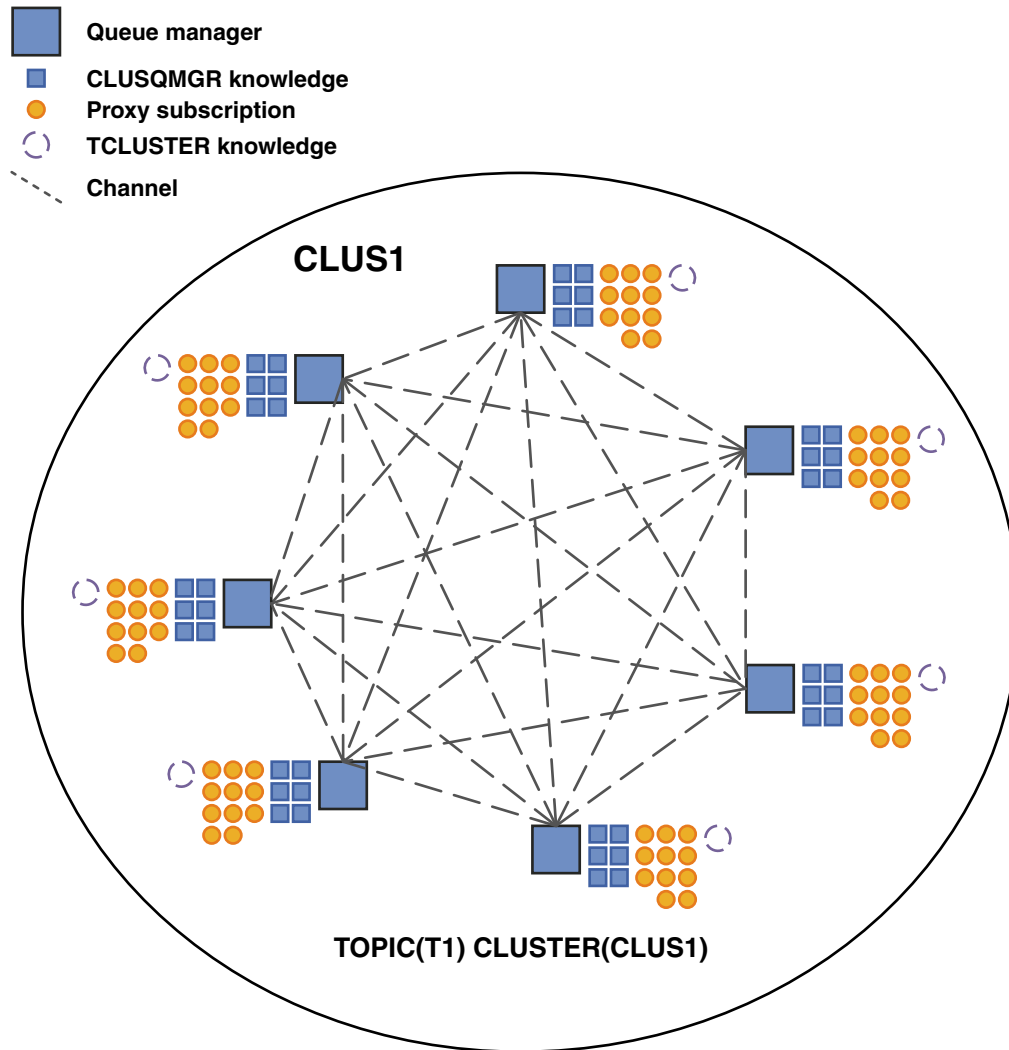 Queue manager
CLUSQMGR knowledge
Proxy subscription
TCLUSTER knowledge
Channel
CLUS1
TOPIC(T1) CLUSTER(CLUS1)